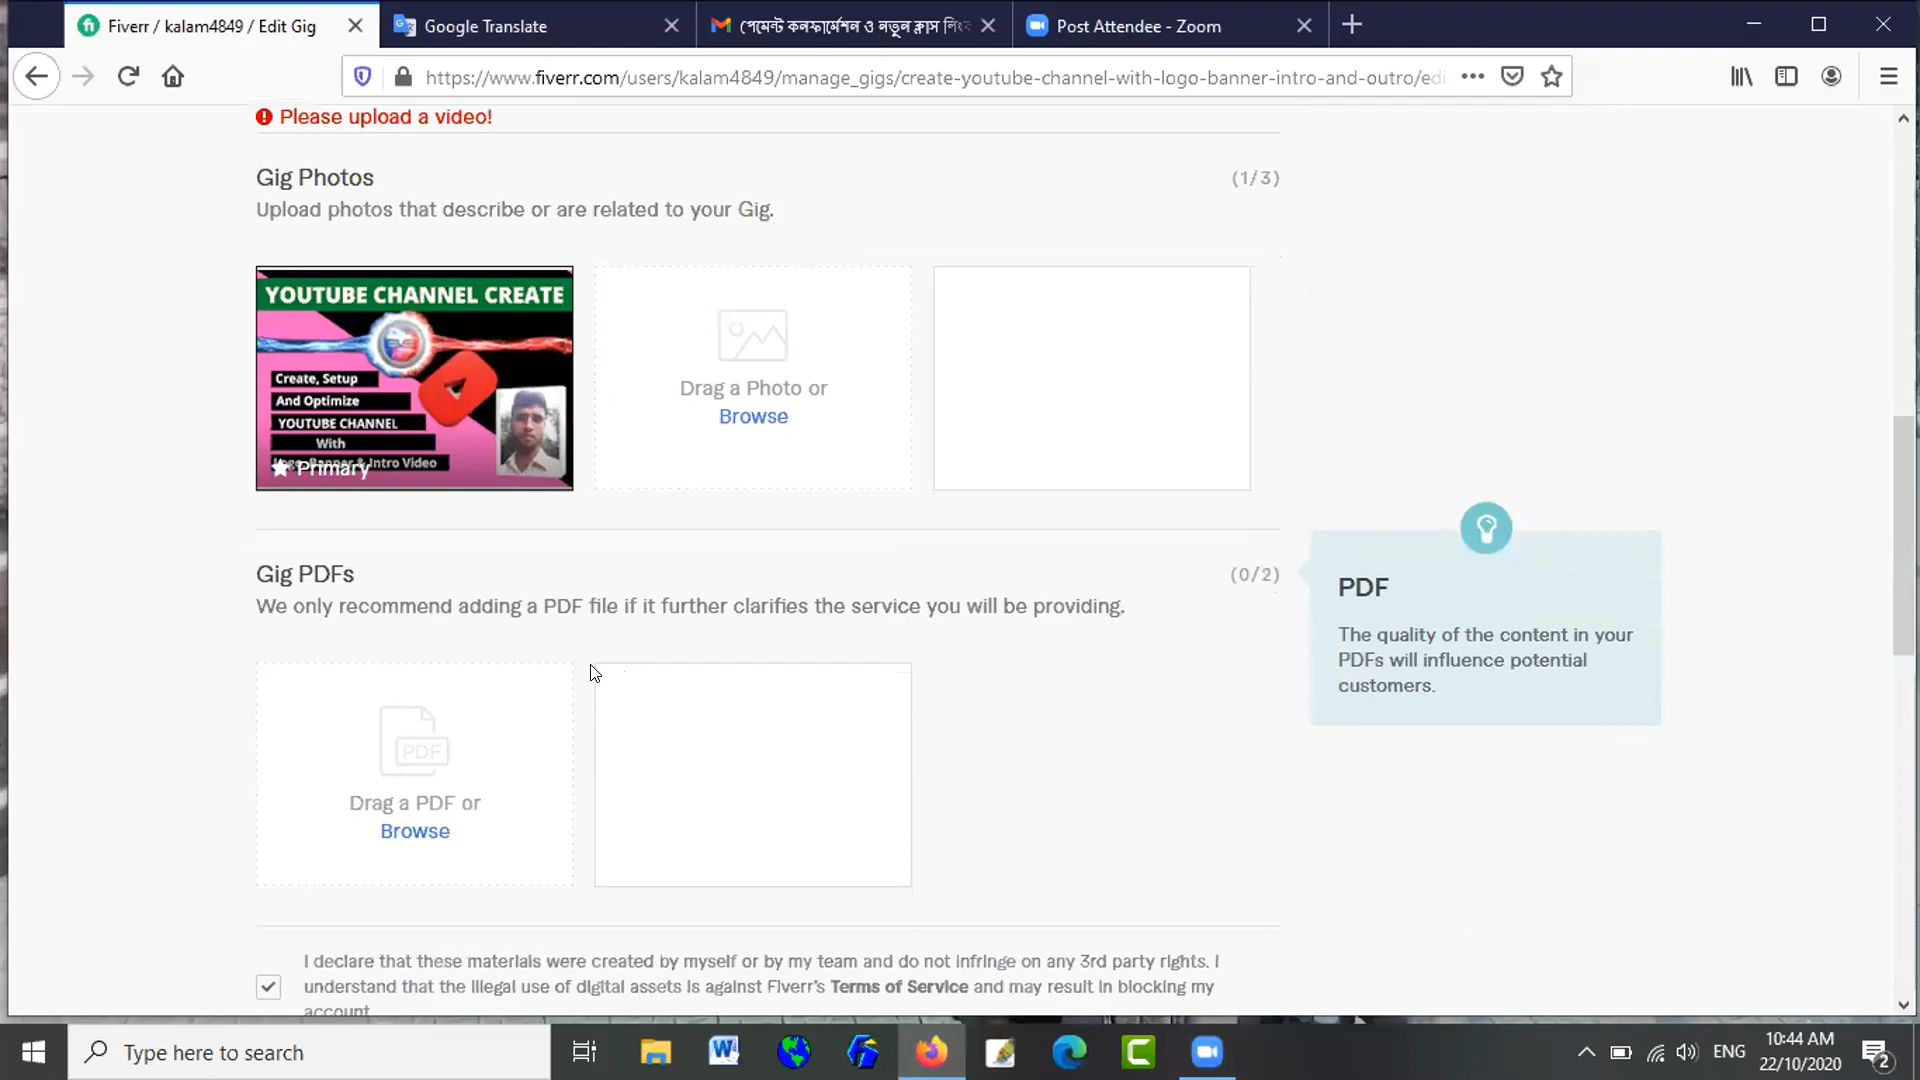 Fiverr / kalam4849 / Edit Gig
Google Translate
পেমেন্ট কনফার্মেশন ও নতুন ক্লাস লিংক
Post Attendee - Zoom
https://www.fiverr.com/users/kalam4849/manage_gigs/create-youtube-channel-with-logo-banner-intro-and-outro/edi
Please upload a video!
Gig Photos
(1/3)
Upload photos that describe or are related to your Gig.
YOUTUBE CHANNEL CREATE
Create, Setup
And Optimize
YOUTUBE CHANNEL
With
Logo, Banner & Intro Video
Primary
Drag a Photo or
Browse
Gig PDFs
(0/2)
We only recommend adding a PDF file if it further clarifies the service you will be providing.
PDF
The quality of the content in your
PDFs will influence potential
customers.
PDF
Drag a PDF or
Browse
I declare that these materials were created by myself or by my team and do not infringe on any 3rd party rights. I
understand that the illegal use of digital assets is against Fiverr's Terms of Service and may result in blocking my
account
Type here to search
ENG
10:44 AM
22/10/2020
2